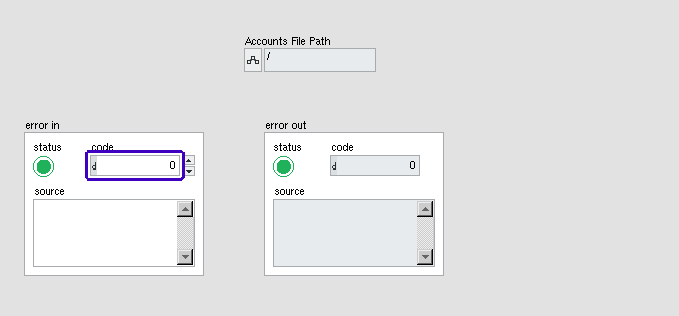 Accounts File Path
/
error in
status
code
d 0
source
error out
status
code
d 0
source